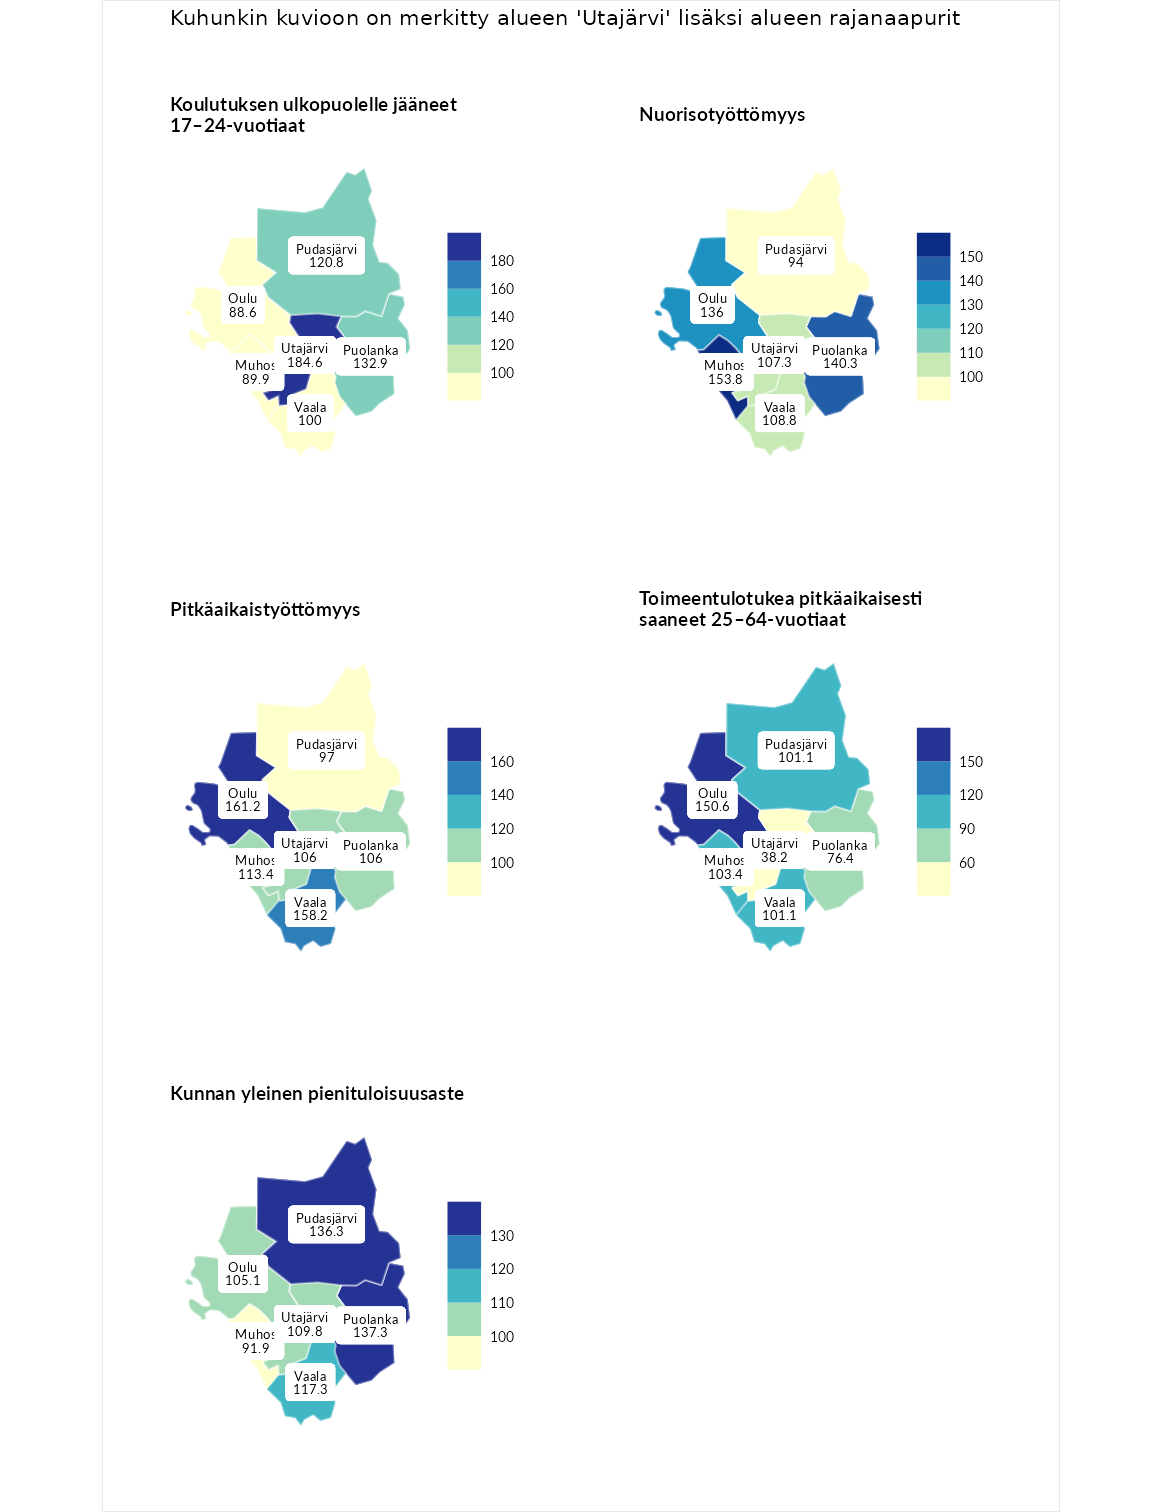 Kuhunkin kuvioon on merkitty alueen 'Utajärvi' lisäksi alueen rajanaapurit
Koulutuksen ulkopuolelle jääneet
17–24-vuotiaat
Pudasjärvi
120.8
Oulu
88.6
Utajärvi
184.6
Puolanka
132.9
Muhos
89.9
Vaala
100
180
160
140
120
100
Nuorisotyöttömyys
Pudasjärvi
94
Oulu
136
Utajärvi
107.3
Puolanka
140.3
Muhos
153.8
Vaala
108.8
150
140
130
120
110
100
Pitkäaikaistyöttömyys
Pudasjärvi
97
Oulu
161.2
Utajärvi
106
Puolanka
106
Muhos
113.4
Vaala
158.2
160
140
120
100
Toimeentulotukea pitkäaikaisesti
saaneet 25–64-vuotiaat
Pudasjärvi
101.1
Oulu
150.6
Utajärvi
38.2
Puolanka
76.4
Muhos
103.4
Vaala
101.1
150
120
90
60
Kunnan yleinen pienituloisuusaste
Pudasjärvi
136.3
Oulu
105.1
Utajärvi
109.8
Puolanka
137.3
Muhos
91.9
Vaala
117.3
130
120
110
100